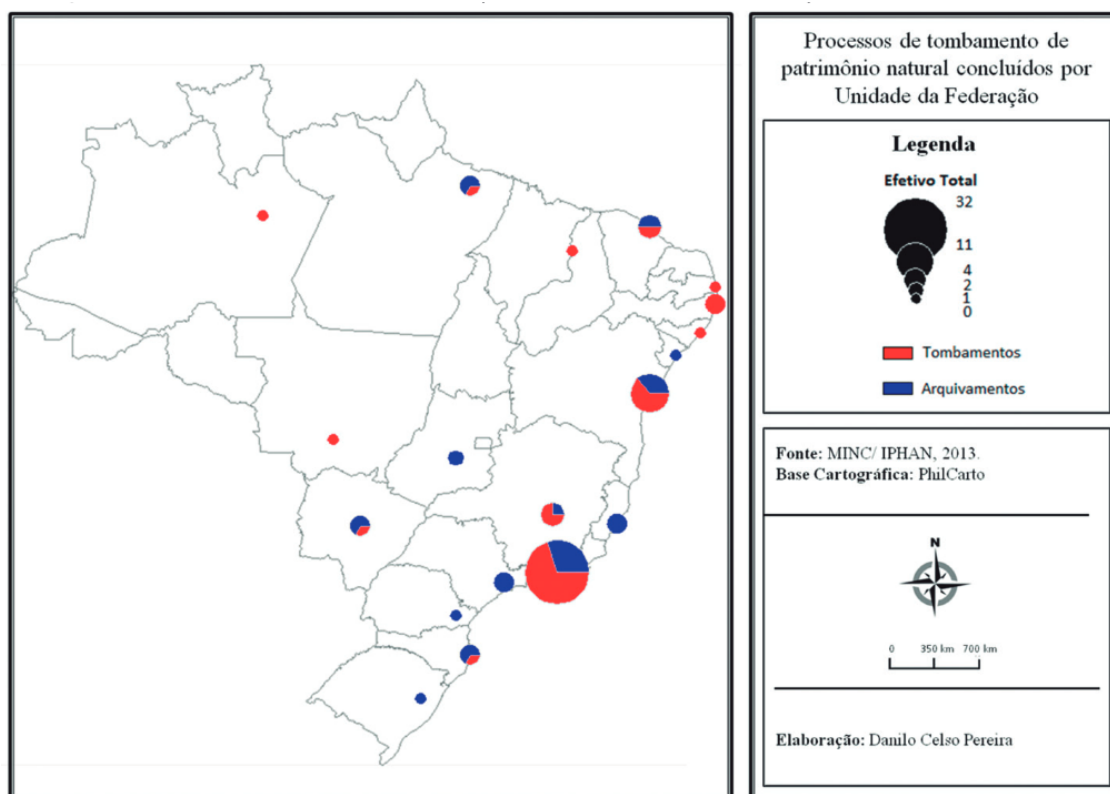 Processos de tombamento de
patrimônio natural concluídos por
Unidade da Federação
Legenda
Efetivo Total
32
11
4
2
1
0
Tombamentos
Arquivamentos
Fonte: MINC/ IPHAN, 2013.
Base Cartográfica: PhilCarto
N
0 350 km 700 km
Elaboração: Danilo Celso Pereira